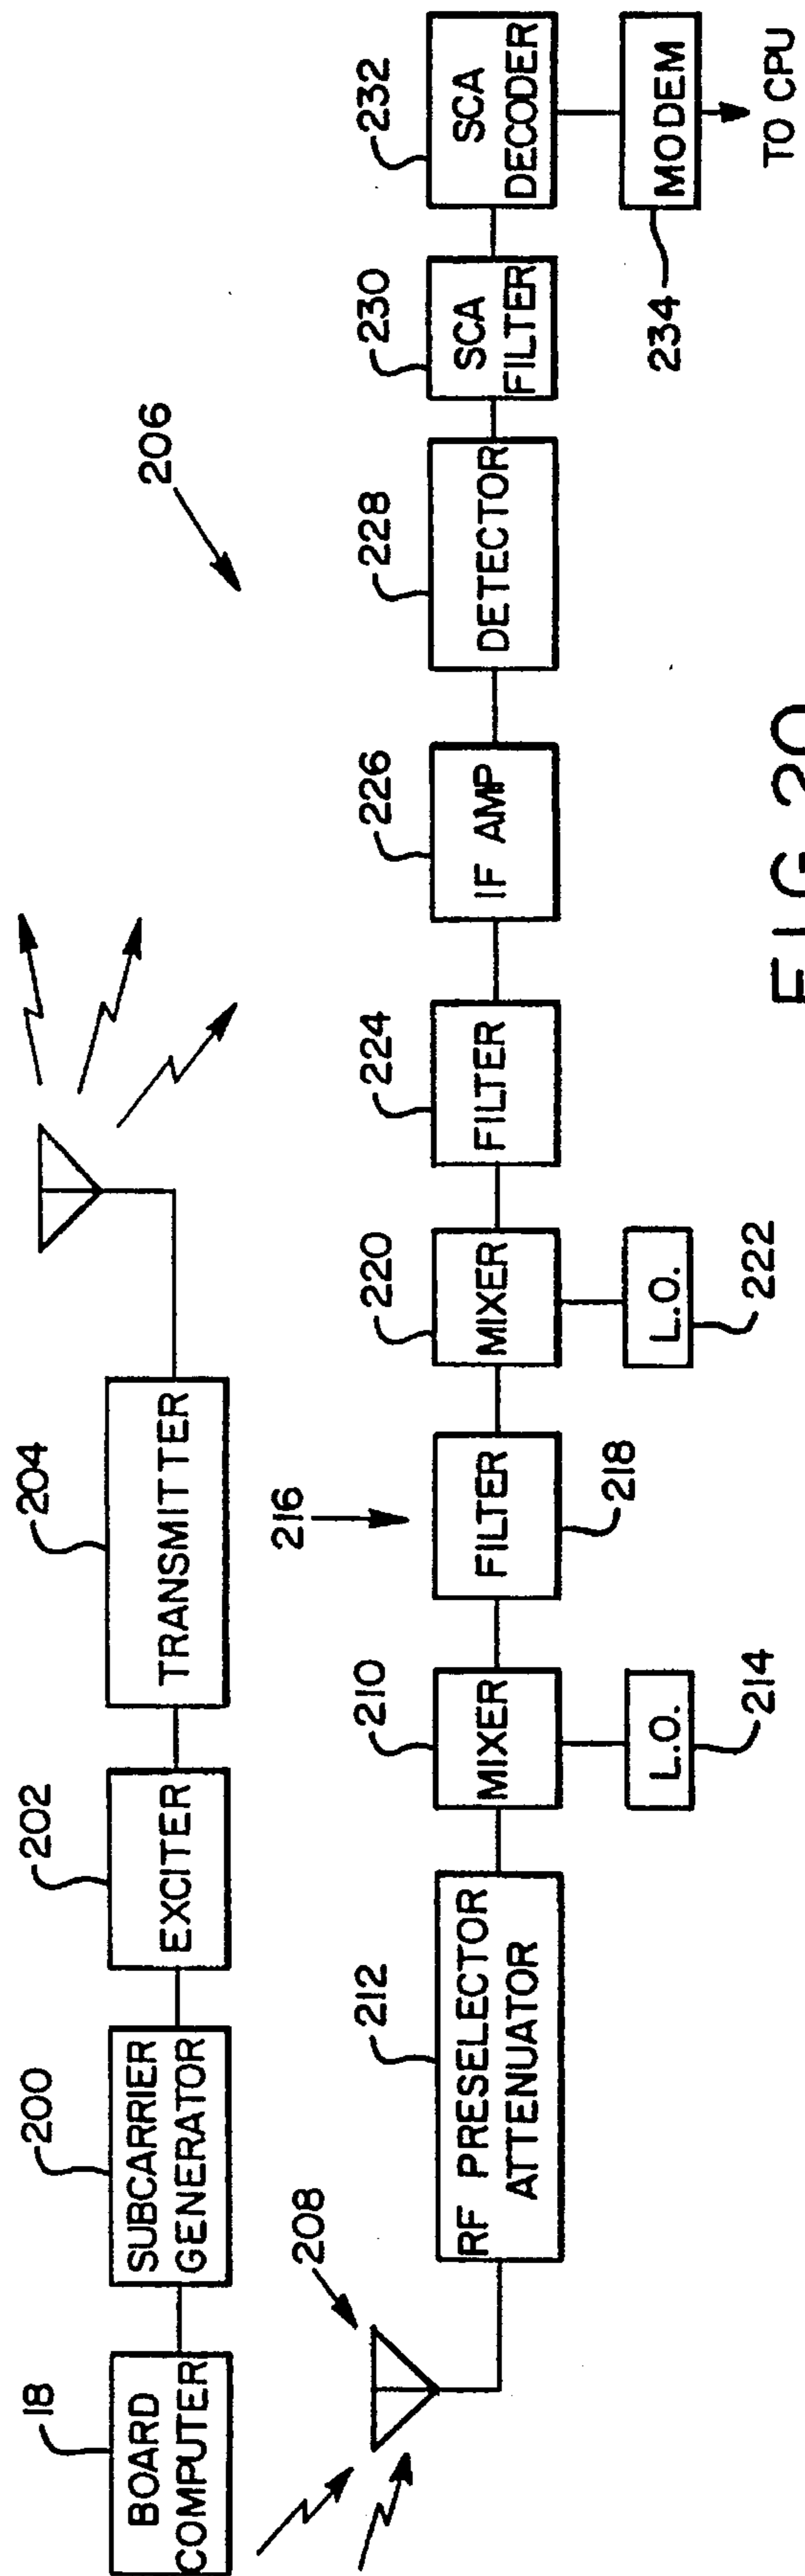 18
BOARD
COMPUTER
200
SUBCARRIER
GENERATOR
202
EXCITER
204
TRANSMITTER
206
208
212
RF PRESELECTOR
ATTENUATOR
210
MIXER
L.O.
214
216
FILTER
218
220
MIXER
L.O.
222
224
FILTER
226
IF AMP
228
DETECTOR
230
SCA
FILTER
232
SCA
DECODER
234
MODEM
TO CPU